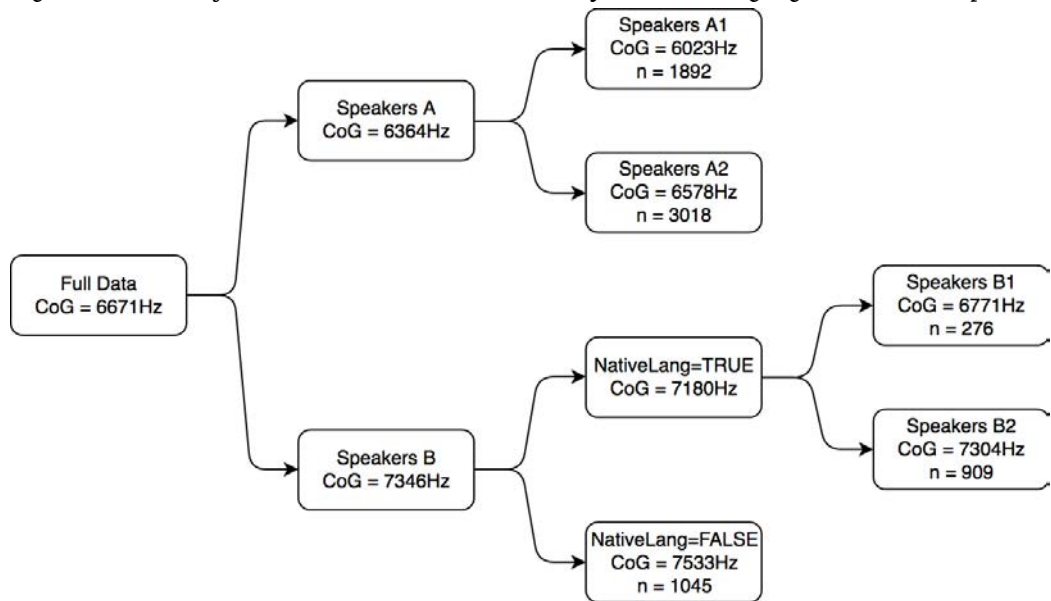 Full Data
CoG = 6671Hz
Speakers A
CoG = 6364Hz
Speakers B
CoG = 7346Hz
Speakers A1
CoG = 6023Hz
n = 1892
Speakers A2
CoG = 6578Hz
n = 3018
NativeLang=TRUE
CoG = 7180Hz
NativeLang=FALSE
CoG = 7533Hz
n = 1045
Speakers B1
CoG = 6771Hz
n = 276
Speakers B2
CoG = 7304Hz
n = 909